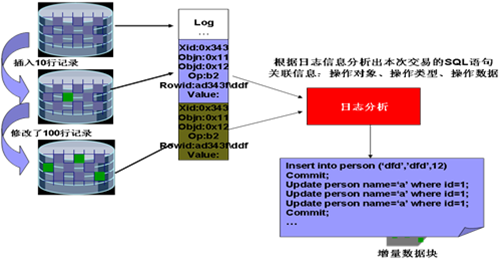 Log
...
Xid:0x343
Objn:0x11
Objd:0x12
Op:b2
Rowid:ad343f\ddf
Value:
Xid:0x343
Objn:0x11
Objd:0x12
Op:b2
Rowid:ad343f\ddf
Value:
插入10行记录
修改了100行记录
根据日志信息分析出本次交易的SQL语句
关联信息：操作对象、操作类型、操作数据
日志分析
Insert into person (‘dfd’,’dfd’,12)
Commit;
Update person name=‘a’ where id=1;
Update person name=‘a’ where id=1;
Update person name=‘a’ where id=1;
Commit;
...
增量数据块